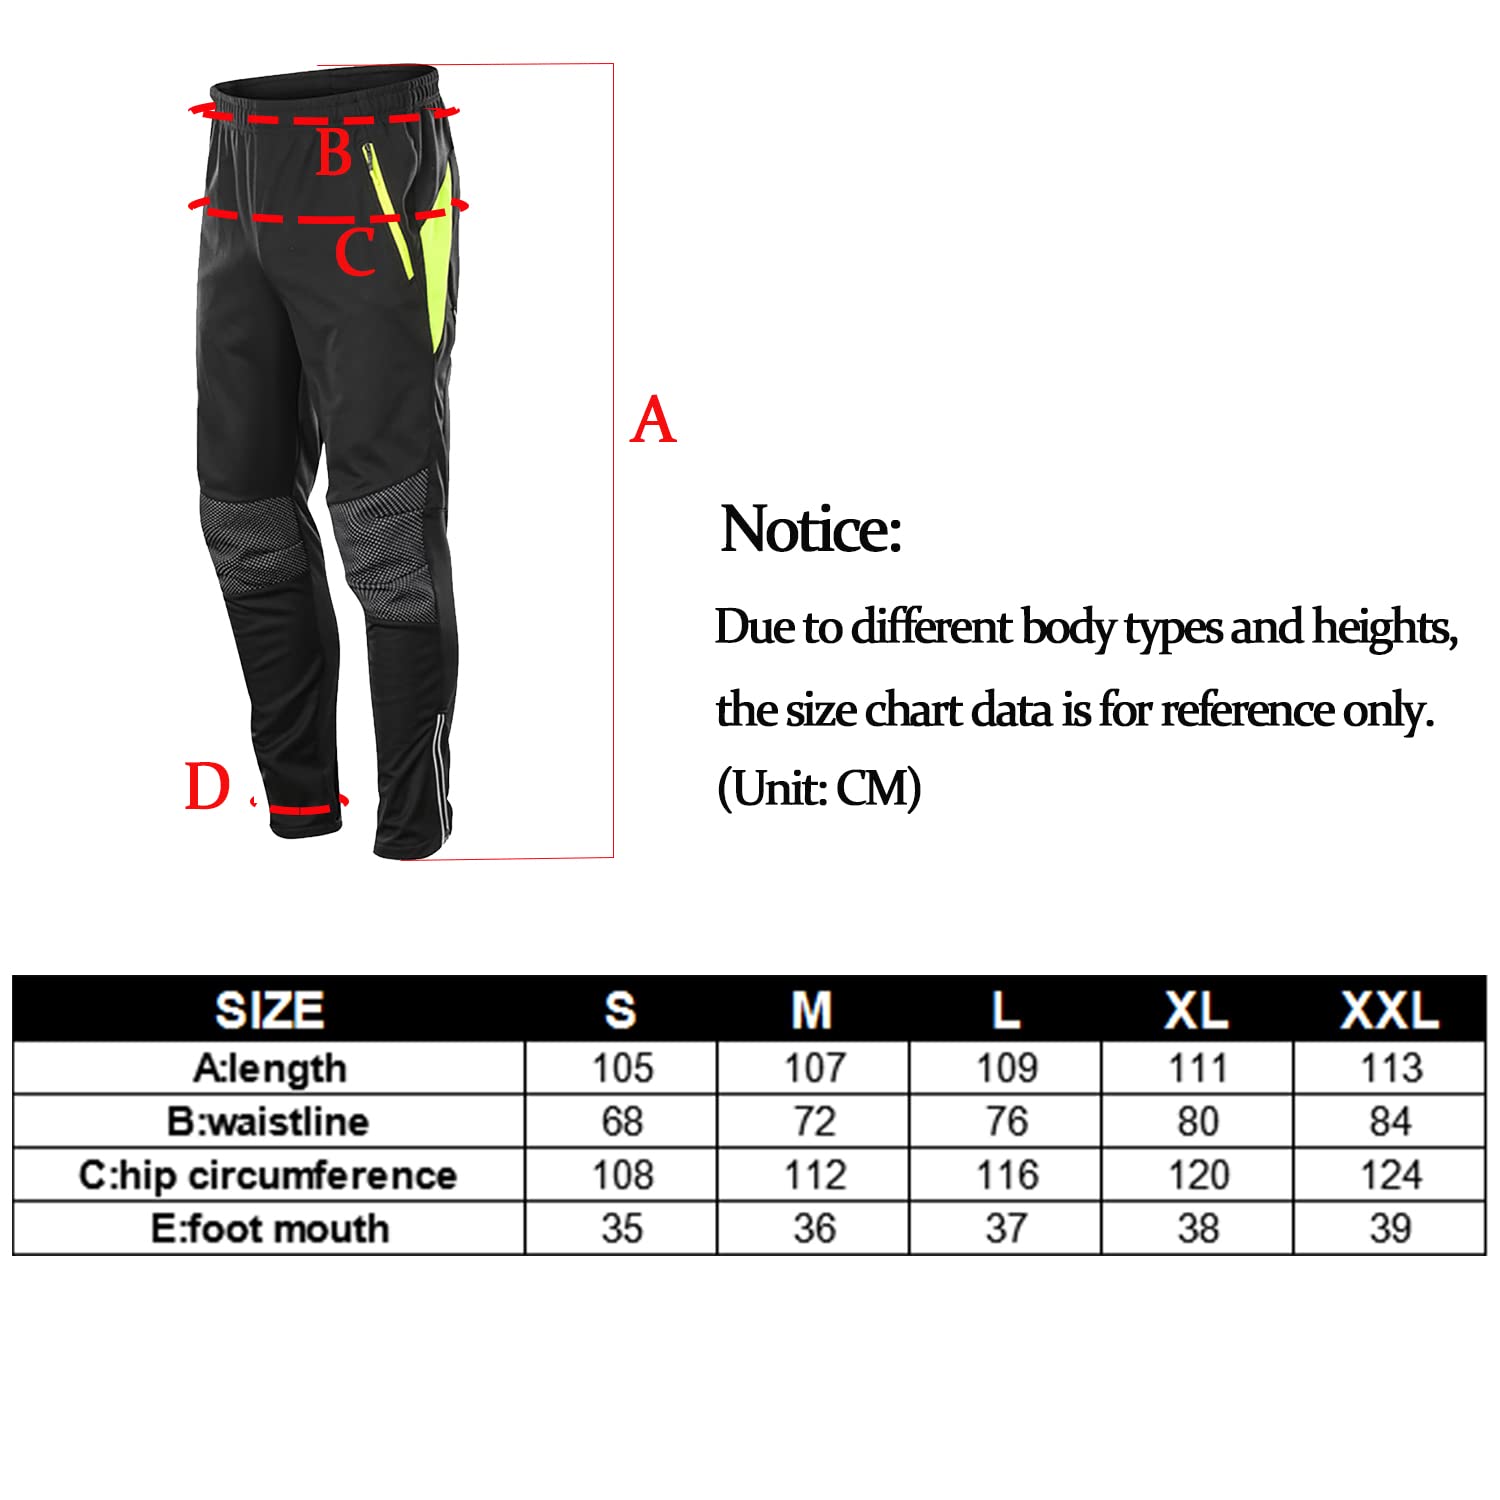 B
C
A
D
Notice:
Due to different body types and heights,
the size chart data is for reference only.
(Unit: CM)
SIZE S M L XL XXL
A:length 105 107 109 111 113
B:waistline 68 72 76 80 84
C:hip circumference 108 112 116 120 124
E:foot mouth 35 36 37 38 39